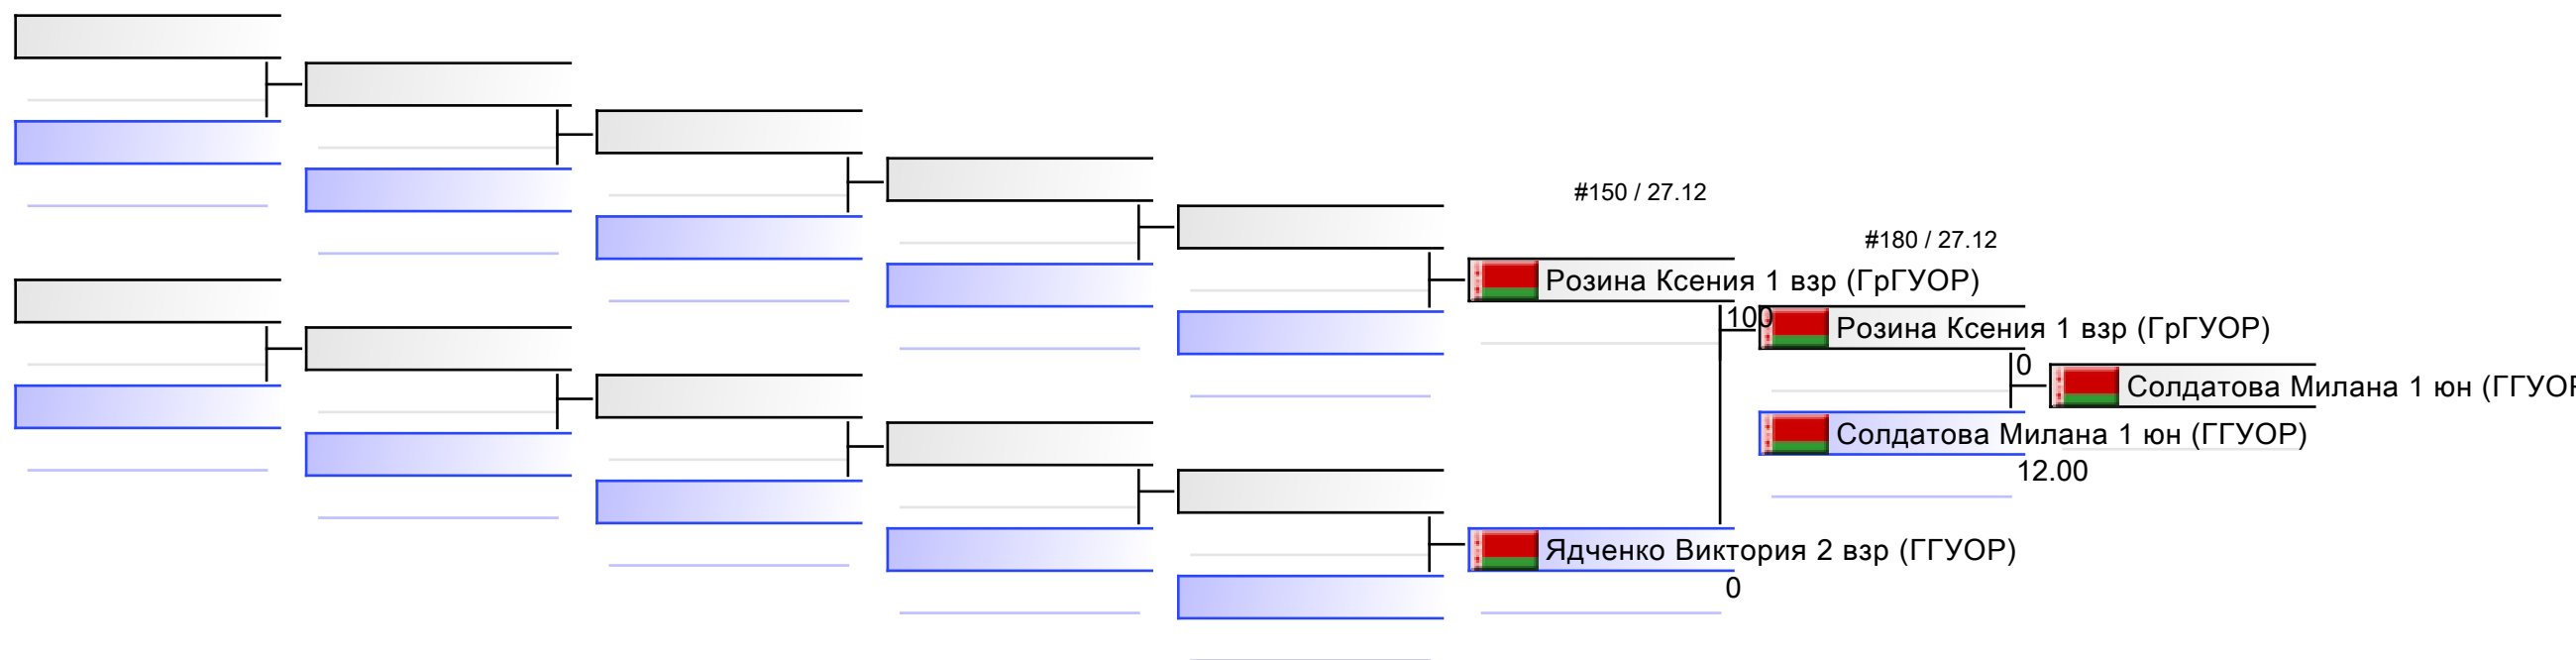 #150 / 27.12
#180 / 27.12
Розина Ксения 1 взр (ГрГУОР)
100
Розина Ксения 1 взр (ГрГУОР)
0
Солдатова Милана 1 юн (ГГУОР
Солдатова Милана 1 юн (ГГУОР)
12.00
Ядченко Виктория 2 взр (ГГУОР)
0